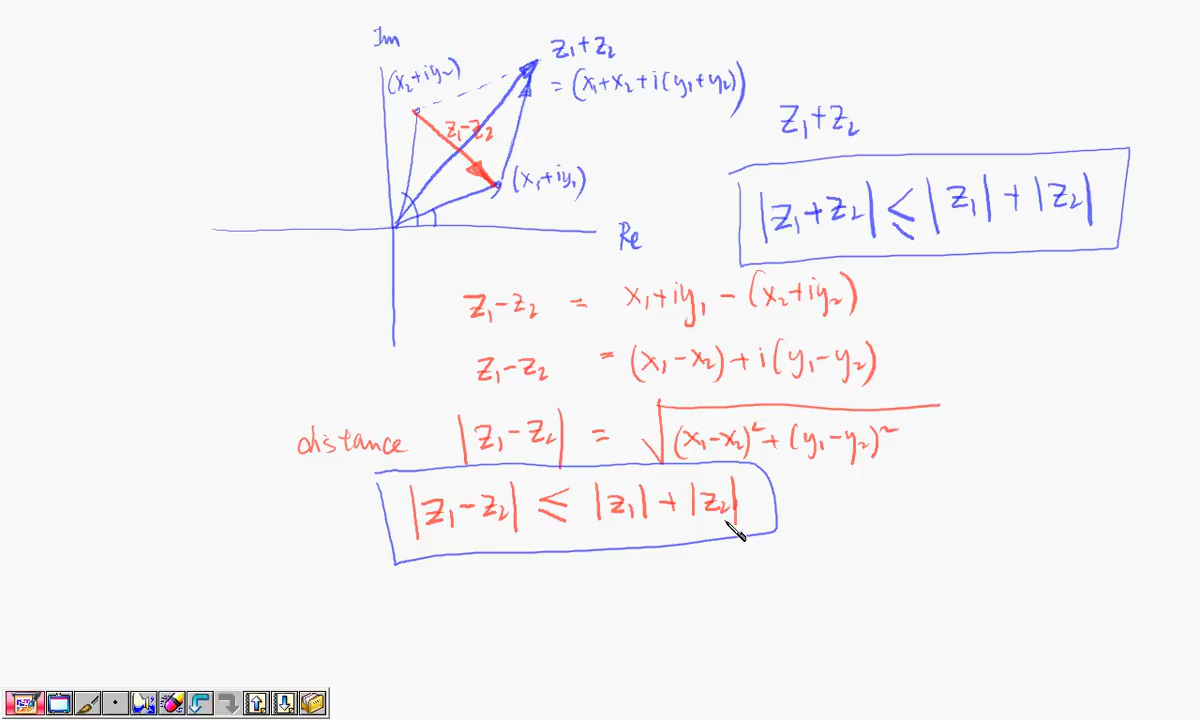 Im
z₁+z₂
(x₂+iy₂)
= (x₁+x₂+i(y₁+y₂))
z₁+z₂
z₁-z₂
(x₁+iy₁)
|z₁+z₂| ≤ |z₁|+|z₂|
Re
z₁-z₂ = x₁+iy₁-(x₂+iy₂)
z₁-z₂ = (x₁-x₂)+i(y₁-y₂)
distance |z₁-z₂| = √((x₁-x₂)²+(y₁-y₂)²)
|z₁-z₂| ≤ |z₁|+|z₂|